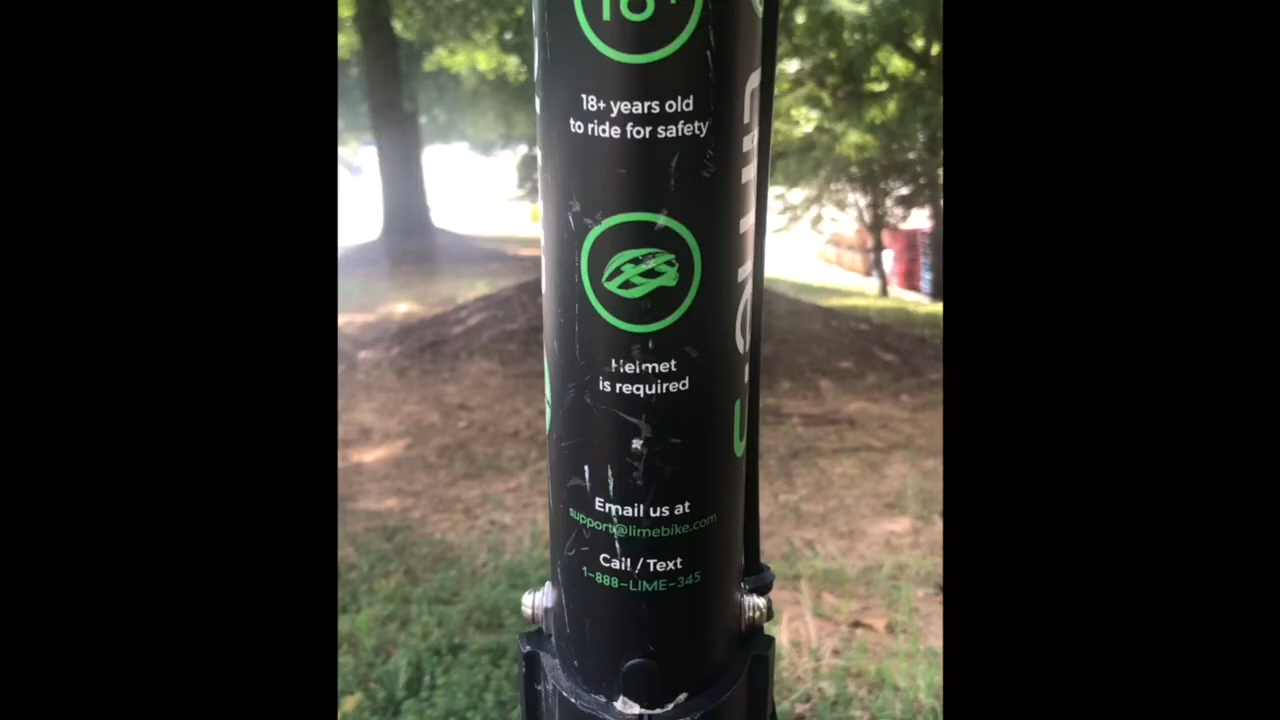 18+
18+ years old
to ride for safety
Helmet
is required
Email us at
support@limebike.com
Call / Text
1-888-LIME-345
Lime-S